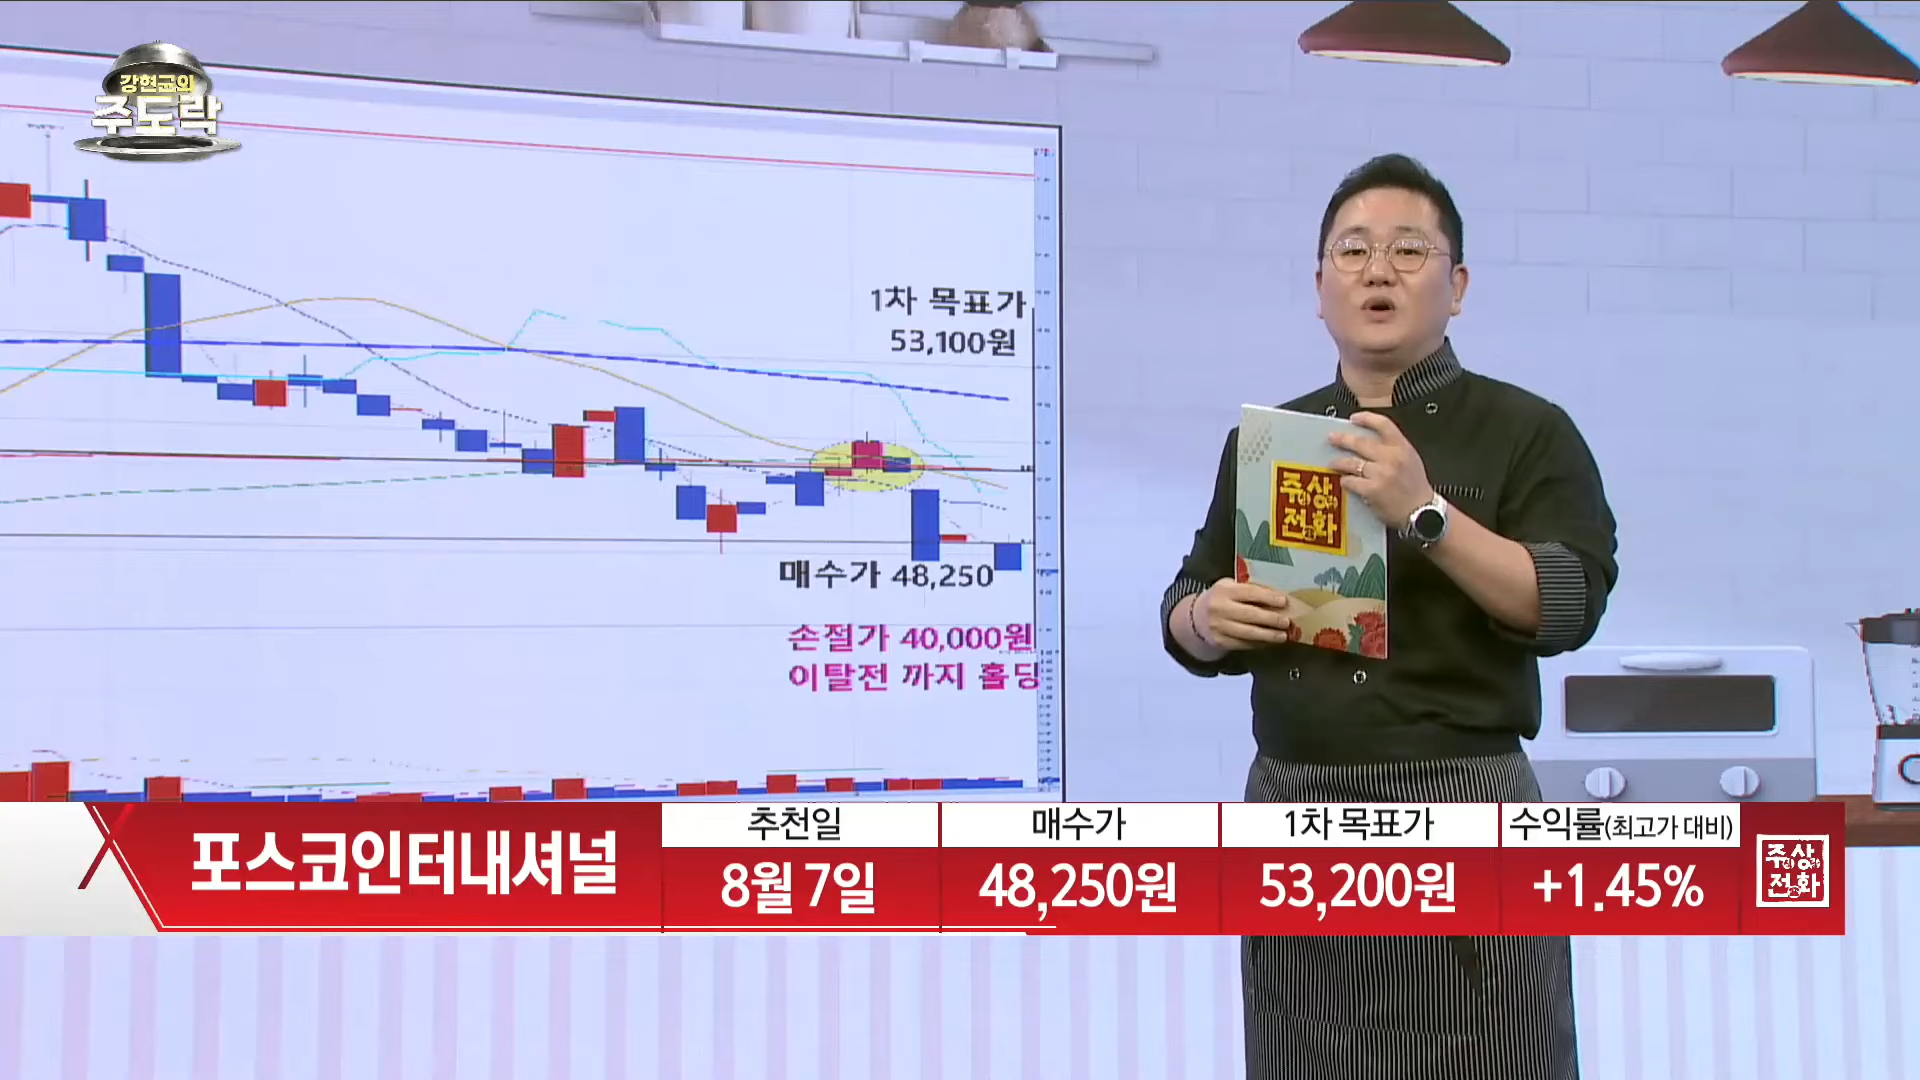 강현규의
주도락
1차 목표가
53,100원
매수가 48,250
손절가 40,000원
이탈전 까지 홀딩
주상
전화
포스코인터내셔널
추천일
매수가
1차 목표가
수익률(최고가 대비)
8월 7일
48,250원
53,200원
+1.45%
주상
전화